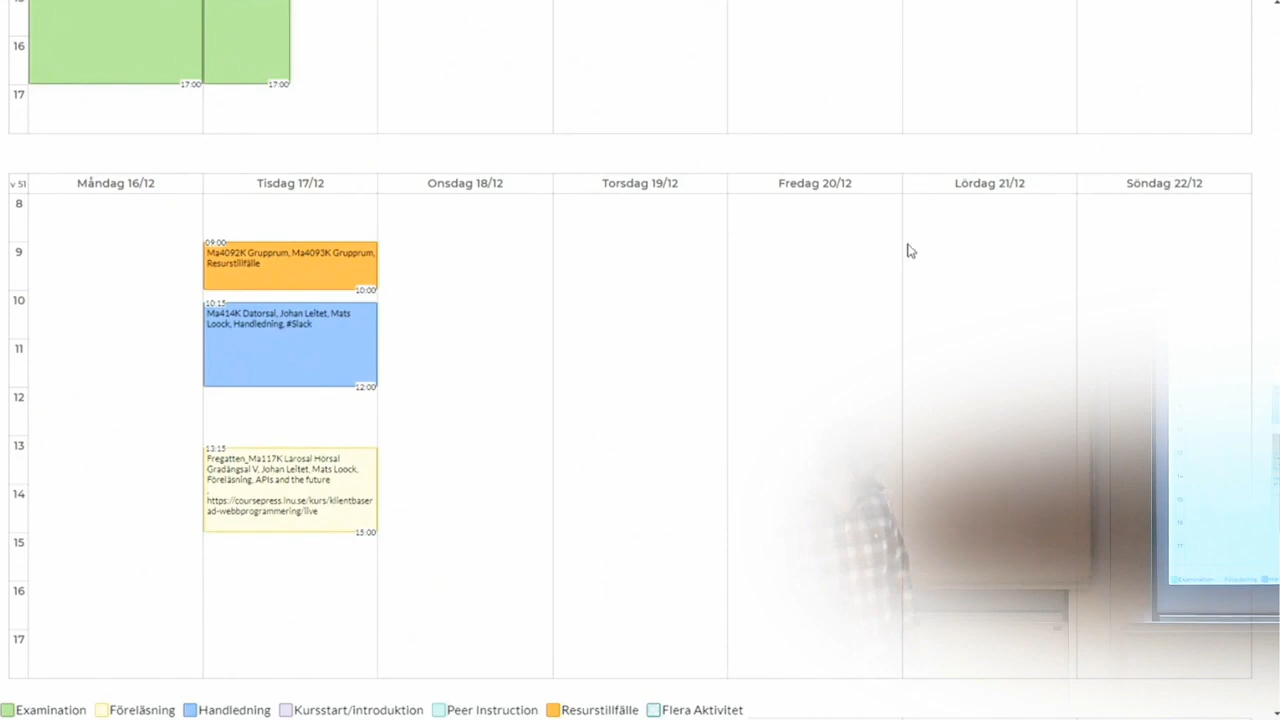 16
17:00
17:00
17
v 51
Måndag 16/12
Tisdag 17/12
Onsdag 18/12
Torsdag 19/12
Fredag 20/12
Lördag 21/12
Söndag 22/12
8
09:00
9
Ma4092K Grupprum, Ma4093K Grupprum,
Resurstillfälle
10:00
10
10:15
Ma414K Datorsal, Johan Leitet, Mats
Loock, Handledning, #Slack
11
12:00
12
13
13:15
Fregatten_Ma117K Lärosal Hörsal
Gradängsal V, Johan Leitet, Mats Loock,
Föreläsning, APIs and the future
.
14
https://coursepress.lnu.se/kurs/klientbaser
ad-webbprogrammering/live
15:00
15
16
17
Examination
Föreläsning
Handledning
Kursstart/introduktion
Peer Instruction
Resurstillfälle
Flera Aktivitet